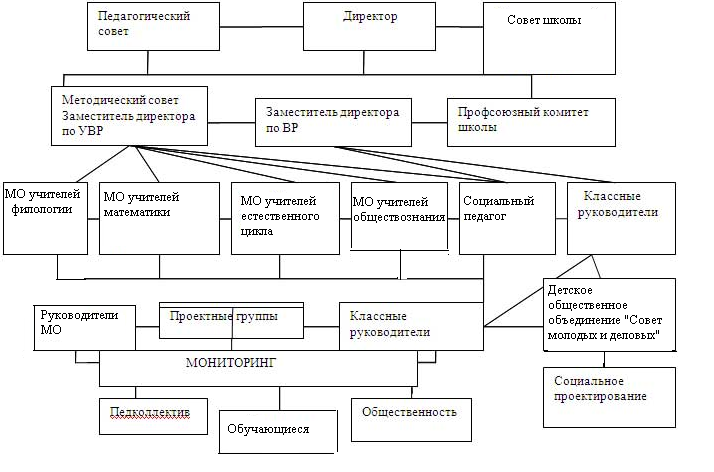 Педагогический
совет
Директор
Совет школы
Методический совет
Заместитель директора
по УВР
Заместитель директора
по ВР
Профсоюзный комитет
школы
МО учителей
филологии
МО учителей
математики
МО учителей
естественного
цикла
МО учителей
обществознания
Социальный
педагог
Классные
руководители
Руководители
МО
Проектные группы
Классные
руководители
Детское
общественное
объединение "Совет
молодых и деловых"
МОНИТОРИНГ
Социальное
проектирование
Педколлектив
Обучающиеся
Общественность